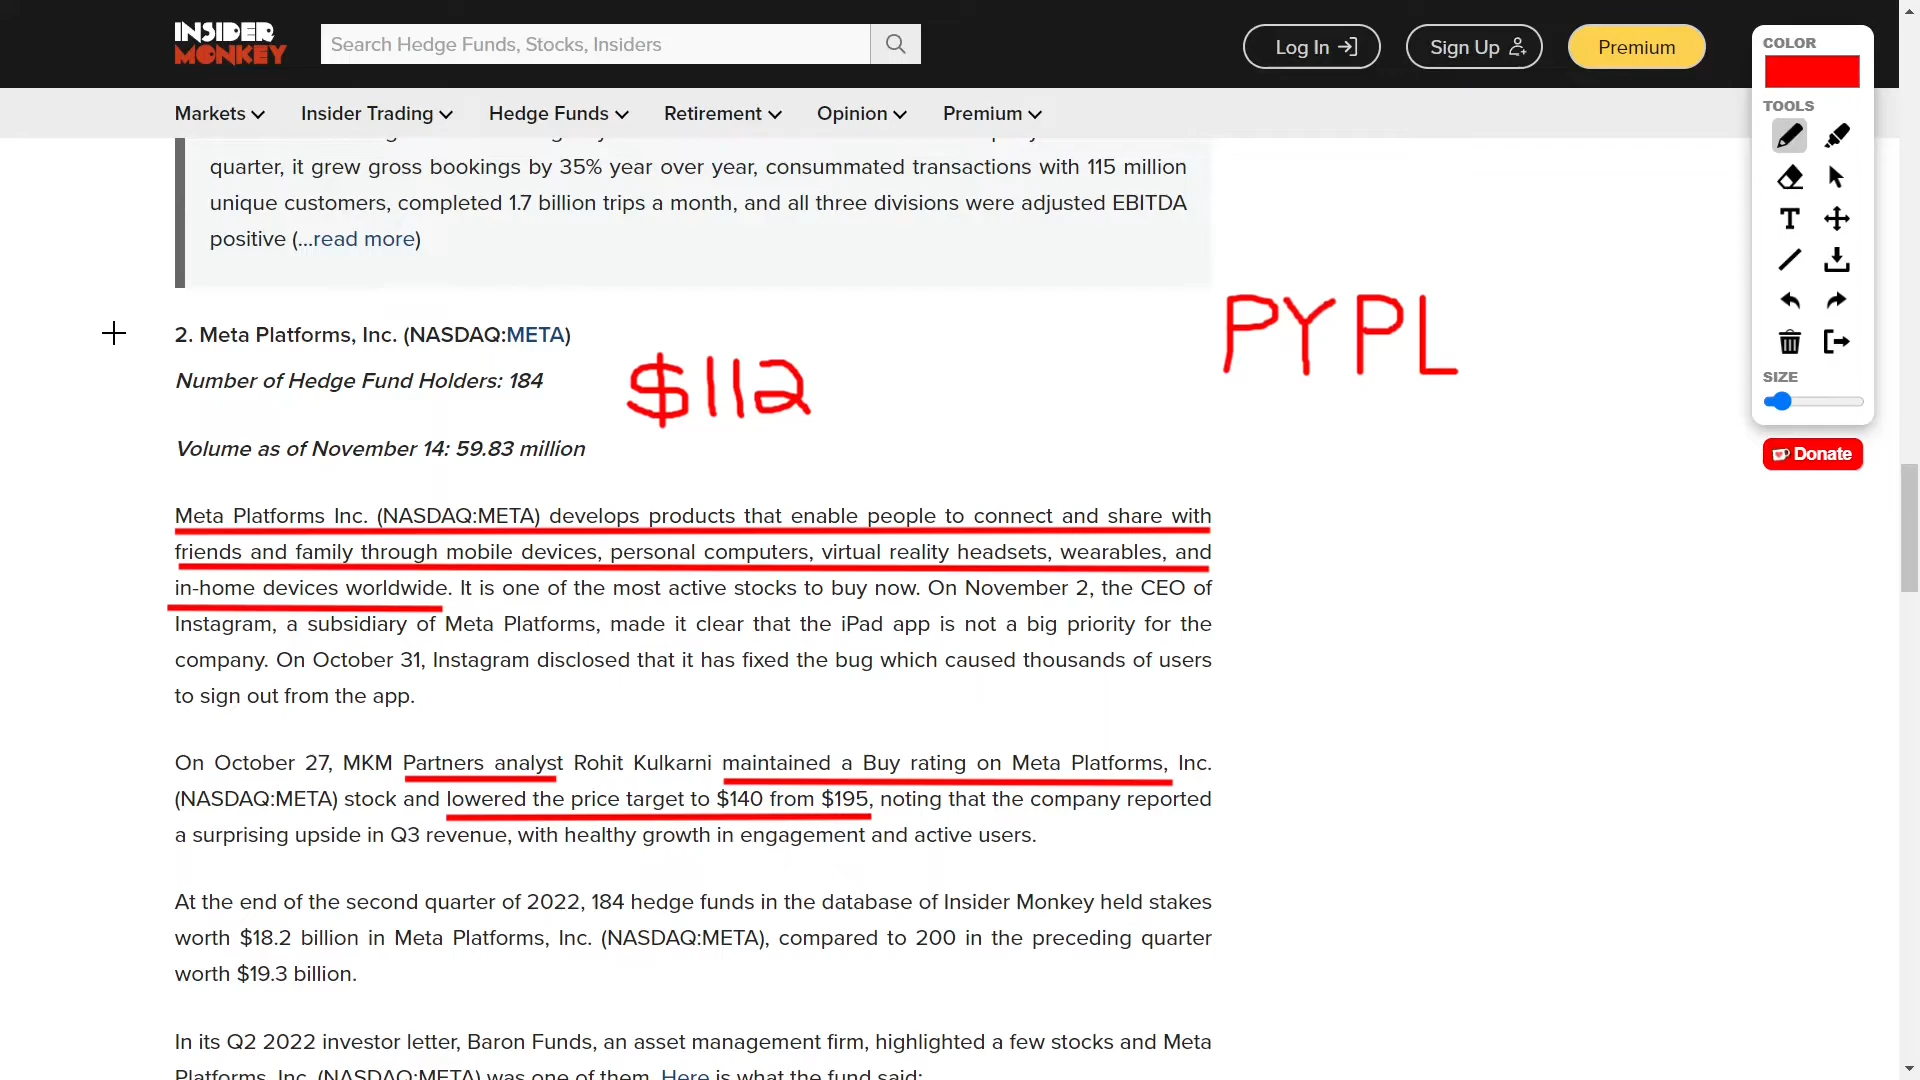 INSIDER
MONKEY
Search Hedge Funds, Stocks, Insiders
Log In
Sign Up
Premium
Markets
Insider Trading
Hedge Funds
Retirement
Opinion
Premium
quarter, it grew gross bookings by 35% year over year, consummated transactions with 115 million
unique customers, completed 1.7 billion trips a month, and all three divisions were adjusted EBITDA
positive (...read more)
PYPL
2. Meta Platforms, Inc. (NASDAQ:META)
Number of Hedge Fund Holders: 184
$112
Volume as of November 14: 59.83 million
Meta Platforms Inc. (NASDAQ:META) develops products that enable people to connect and share with
friends and family through mobile devices, personal computers, virtual reality headsets, wearables, and
in-home devices worldwide. It is one of the most active stocks to buy now. On November 2, the CEO of
Instagram, a subsidiary of Meta Platforms, made it clear that the iPad app is not a big priority for the
company. On October 31, Instagram disclosed that it has fixed the bug which caused thousands of users
to sign out from the app.
On October 27, MKM Partners analyst Rohit Kulkarni maintained a Buy rating on Meta Platforms, Inc.
(NASDAQ:META) stock and lowered the price target to $140 from $195, noting that the company reported
a surprising upside in Q3 revenue, with healthy growth in engagement and active users.
At the end of the second quarter of 2022, 184 hedge funds in the database of Insider Monkey held stakes
worth $18.2 billion in Meta Platforms, Inc. (NASDAQ:META), compared to 200 in the preceding quarter
worth $19.3 billion.
In its Q2 2022 investor letter, Baron Funds, an asset management firm, highlighted a few stocks and Meta
Platforms, Inc. (NASDAQ:META) was one of them. Here is what the fund said:
COLOR
TOOLS
T
SIZE
Donate